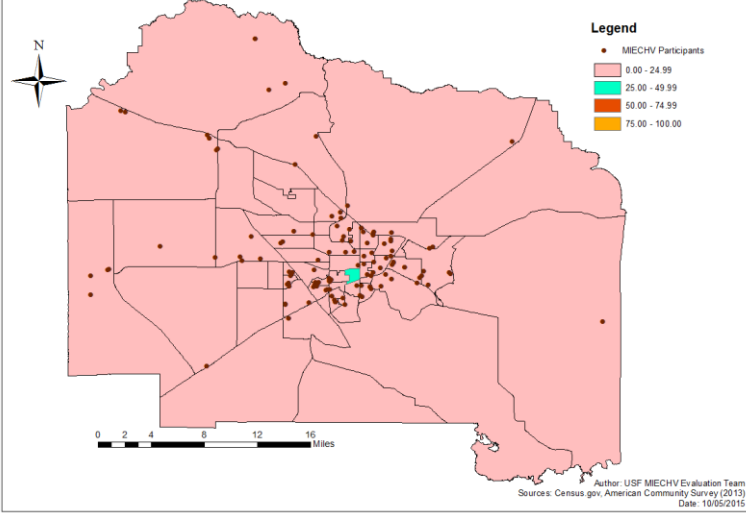 N
Legend
MIECHV Participants
0.00 - 24.99
25.00 - 49.99
50.00 - 74.99
75.00 - 100.00
0 2 4 8 12 16
Miles
Author: USF MIECHV Evaluation Team
Sources: Census.gov, American Community Survey (2013)
Date: 10/05/2015